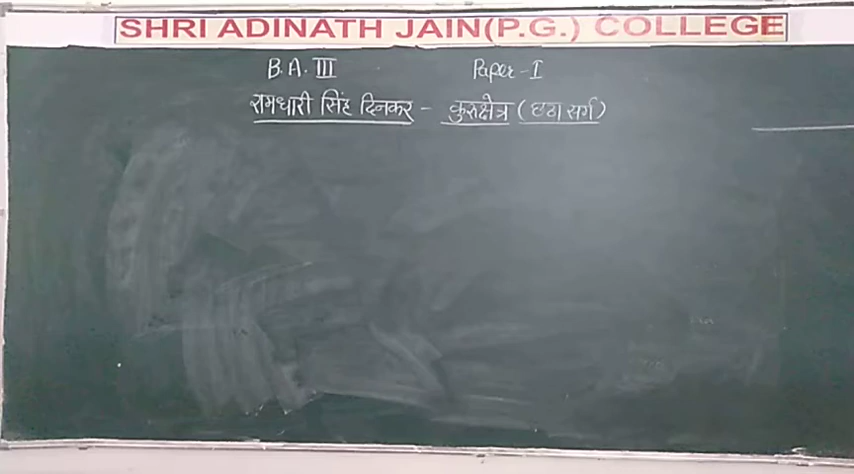 SHRI ADINATH JAIN(P.G.) COLLEGE
B.A. III Paper-I
रामधारी सिंह दिनकर - कुरुक्षेत्र (छठा सर्ग)